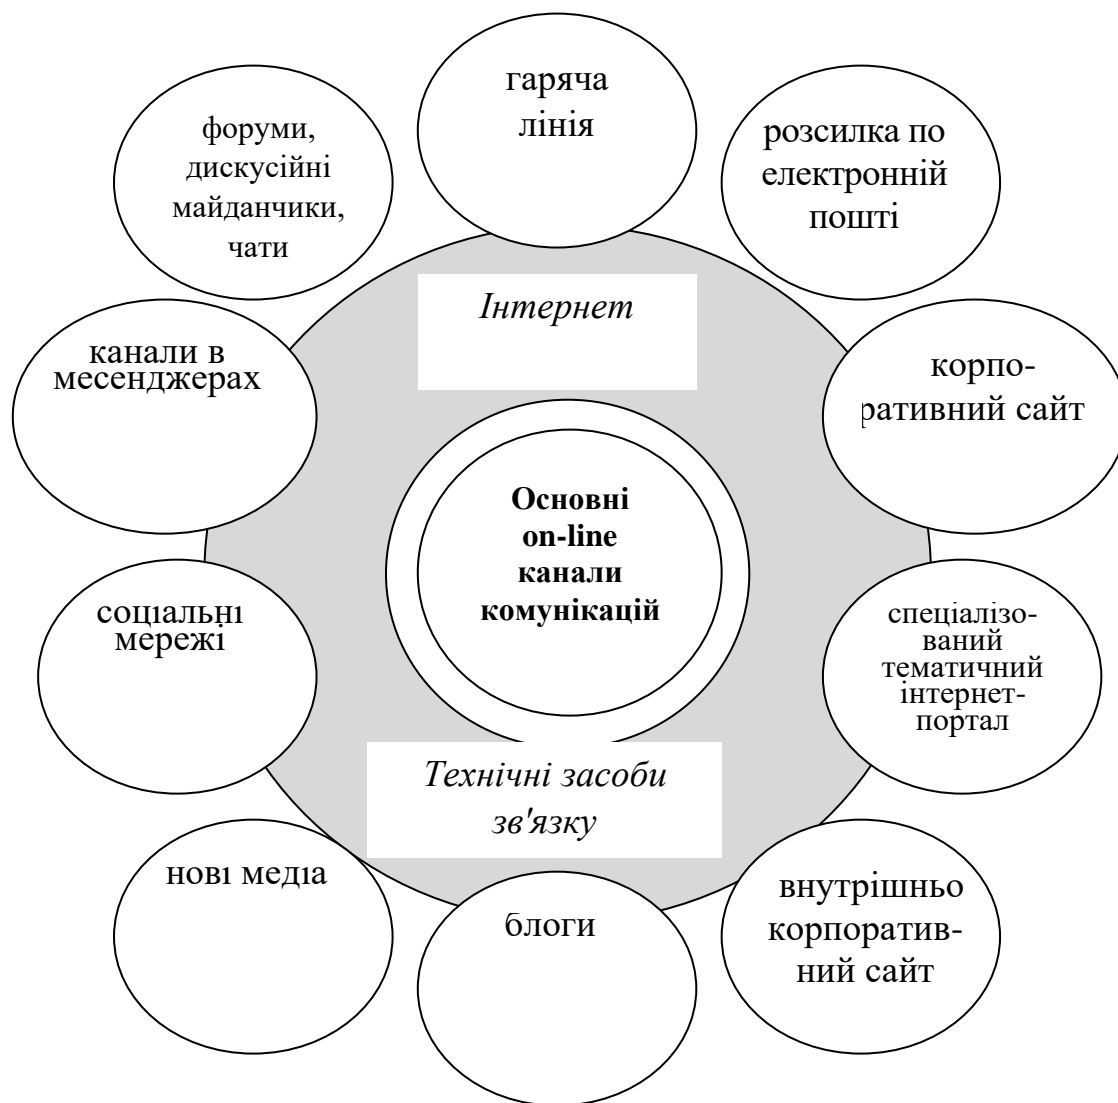 гаряча
лінія
форуми,
дискусійні
майданчики,
чати
розсилка по
електронній
пошті
Інтернет
канали в
месенджерах
корпо-
ративний сайт
Основні
on-line
канали
комунікацій
соціальні
мережі
спеціалізо-
ваний
тематичний
інтернет-
портал
Технічні засоби
зв'язку
нові медіа
блоги
внутрішньо
корпоратив-
ний сайт